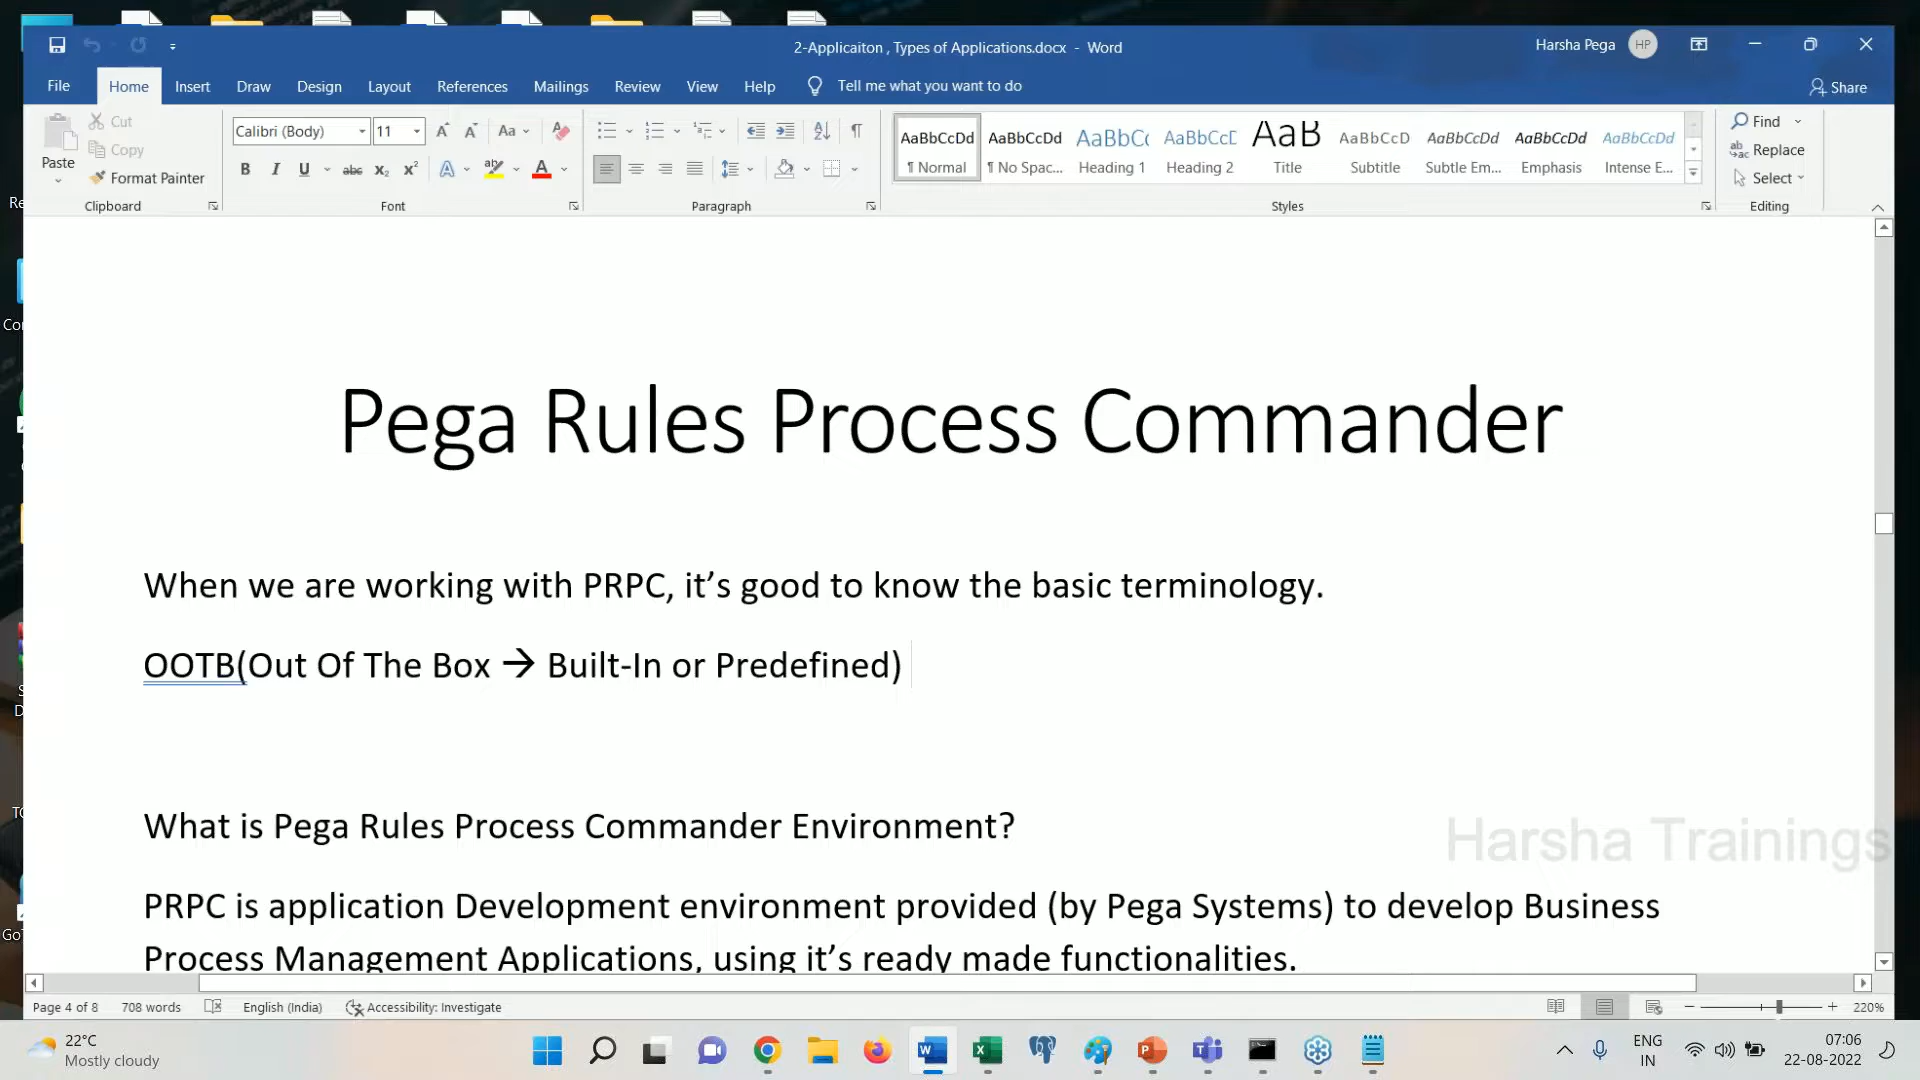 2-Applicaiton , Types of Applications.docx - Word
Harsha Pega
HP
File
Home
Insert
Draw
Design
Layout
References
Mailings
Review
View
Help
Tell me what you want to do
Share
Paste
Cut
Copy
Format Painter
Clipboard
Calibri (Body)
11
Font
Paragraph
AaBbCcDd
¶ Normal
AaBbCcDd
¶ No Spac...
AaBbC
Heading 1
AaBbCcE
Heading 2
AaB
Title
AaBbCcD
Subtitle
AaBbCcDd
Subtle Em...
AaBbCcDd
Emphasis
AaBbCcDd
Intense E...
Styles
Find
Replace
Select
Editing
Pega Rules Process Commander
When we are working with PRPC, it’s good to know the basic terminology.
OOTB(Out Of The Box → Built-In or Predefined)
What is Pega Rules Process Commander Environment?
Harsha Trainings
PRPC is application Development environment provided (by Pega Systems) to develop Business
Process Management Applications, using it’s ready made functionalities.
Page 4 of 8
708 words
English (India)
Accessibility: Investigate
220%
22°C
Mostly cloudy
ENG
IN
07:06
22-08-2022